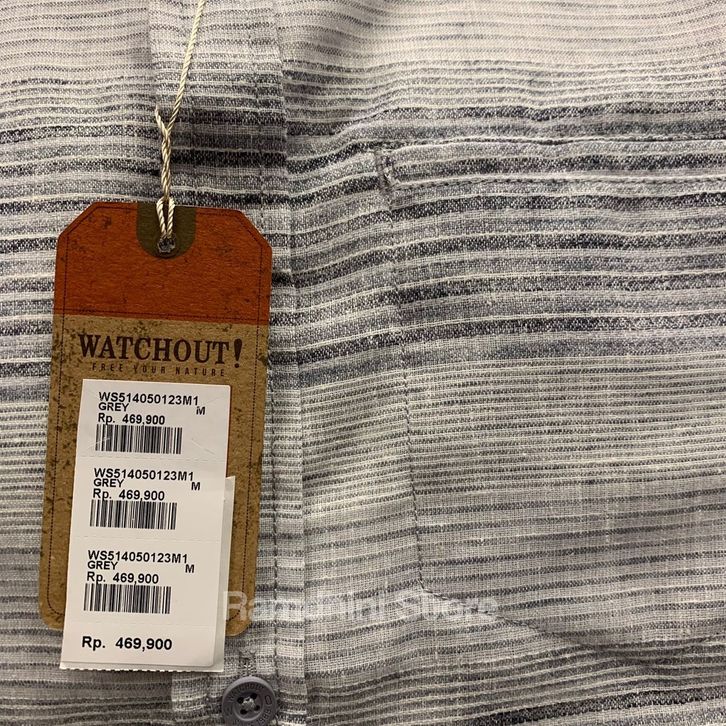 WATCHOUT!
FREE YOUR NATURE
WS514050123M1
GREY M
Rp. 469,900
WS514050123M1
GREY M
Rp. 469,900
WS514050123M1
GREY M
Rp. 469,900
Rp. 469,900